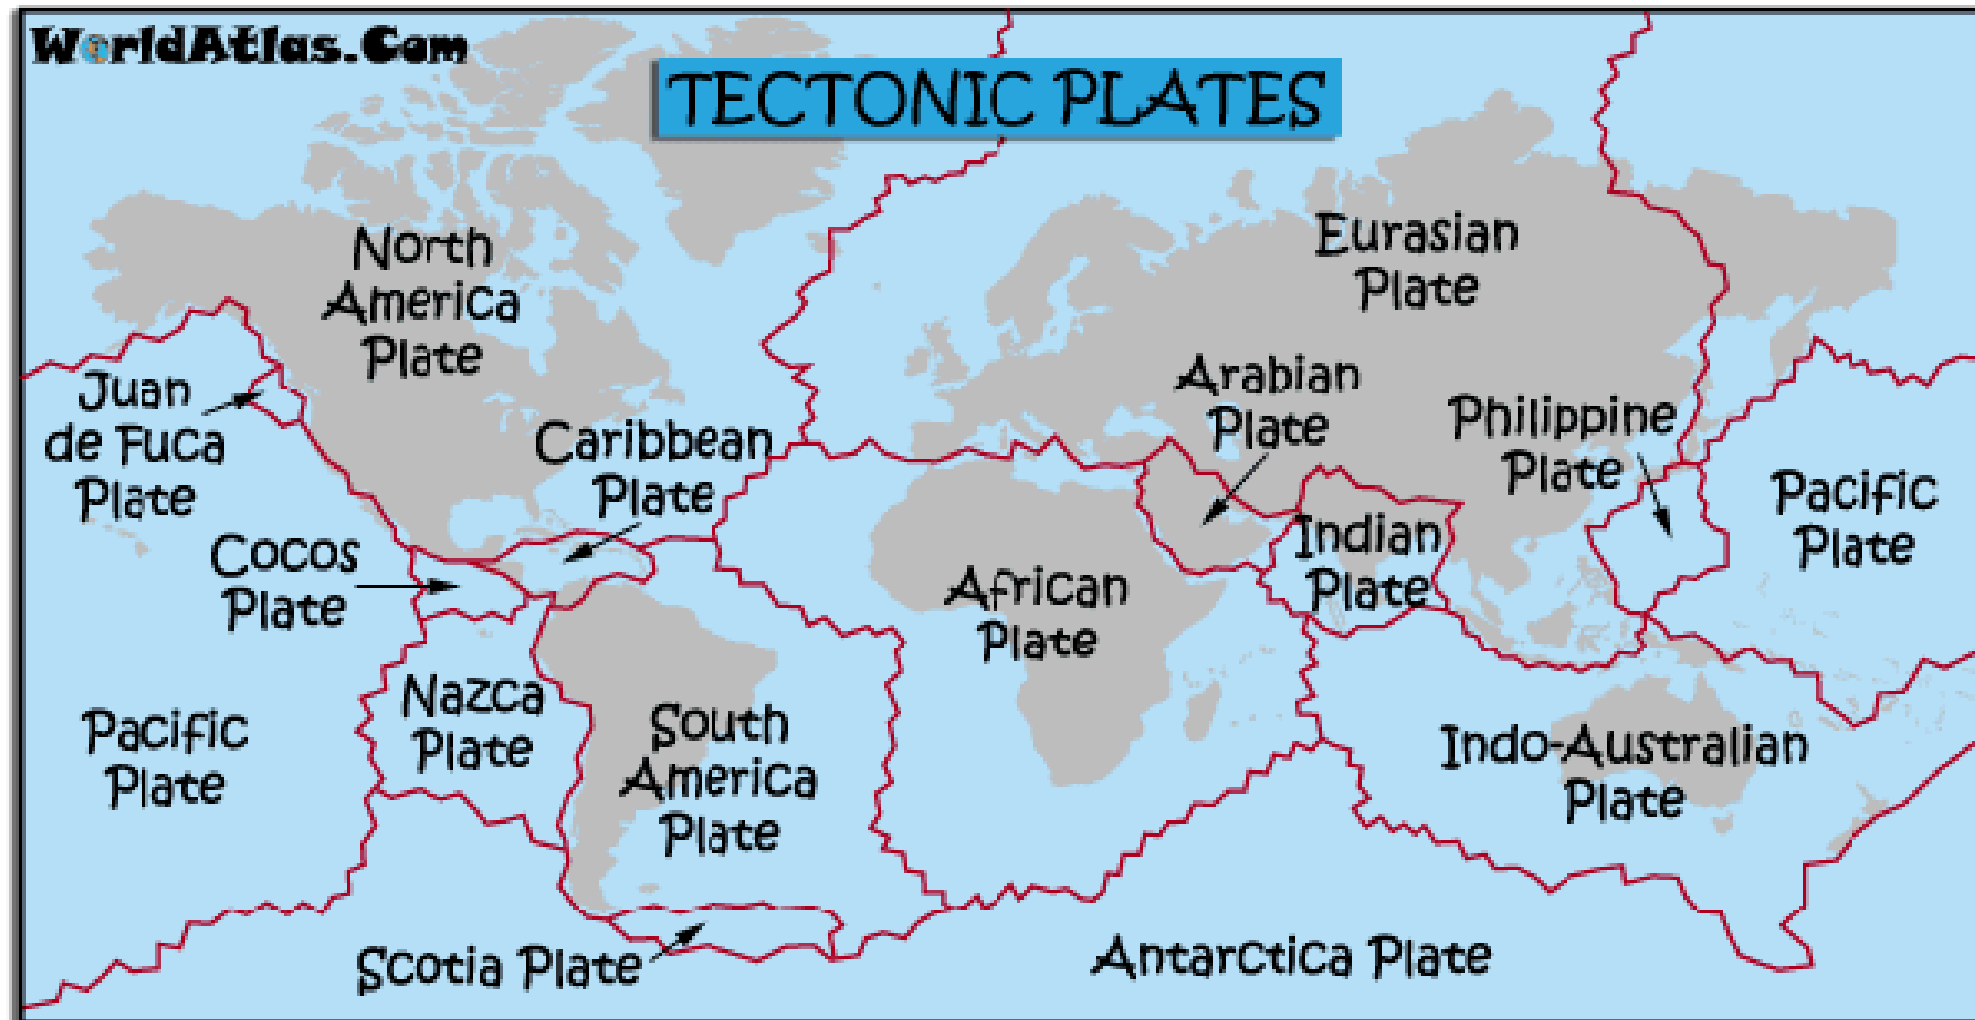 WorldAtlas.Com
TECTONIC PLATES
North
America
Plate
Eurasian
Plate
Juan
de Fuca
Plate
Caribbean
Plate
Arabian
Plate
Philippine
Plate
Pacific
Plate
Cocos
Plate
African
Plate
Indian
Plate
Pacific
Plate
Nazca
Plate
South
America
Plate
Indo-Australian
Plate
Scotia Plate
Antarctica Plate